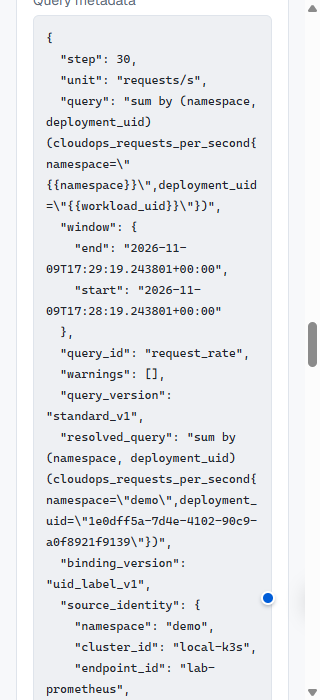 Query metadata
{
  "step": 30,
  "unit": "requests/s",
  "query": "sum by (namespace,
deployment_uid)
(cloudops_requests_per_second{
namespace=\"
{{namespace}}\",deployment_uid
=\"{{workload_uid}}\"})",
  "window": {
    "end": "2026-11-
09T17:29:19.243801+00:00",
    "start": "2026-11-
09T17:28:19.243801+00:00"
  },
  "query_id": "request_rate",
  "warnings": [],
  "query_version":
"standard_v1",
  "resolved_query": "sum by
(namespace, deployment_uid)
(cloudops_requests_per_second{
namespace=\"demo\",deployment_
uid=\"1e0dff5a-7d4e-4102-90c9-
a0f8921f9139\"})",
  "binding_version":
"uid_label_v1",
  "source_identity": {
    "namespace": "demo",
    "cluster_id": "local-k3s",
    "endpoint_id": "lab-
prometheus",